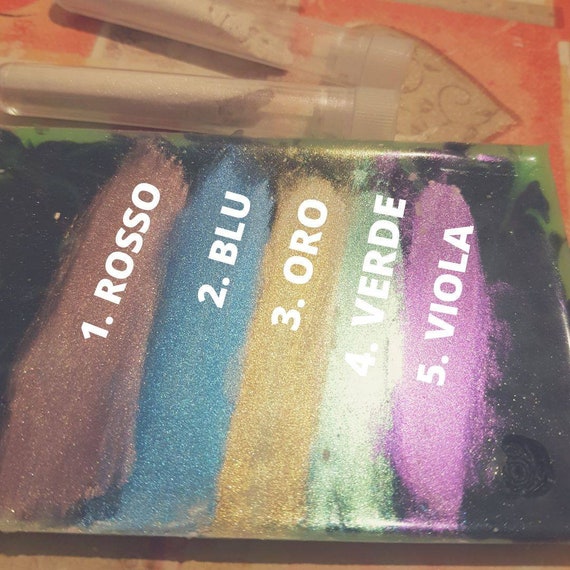 1. ROSSO
2. BLU
3. ORO
4. VERDE
5. VIOLA